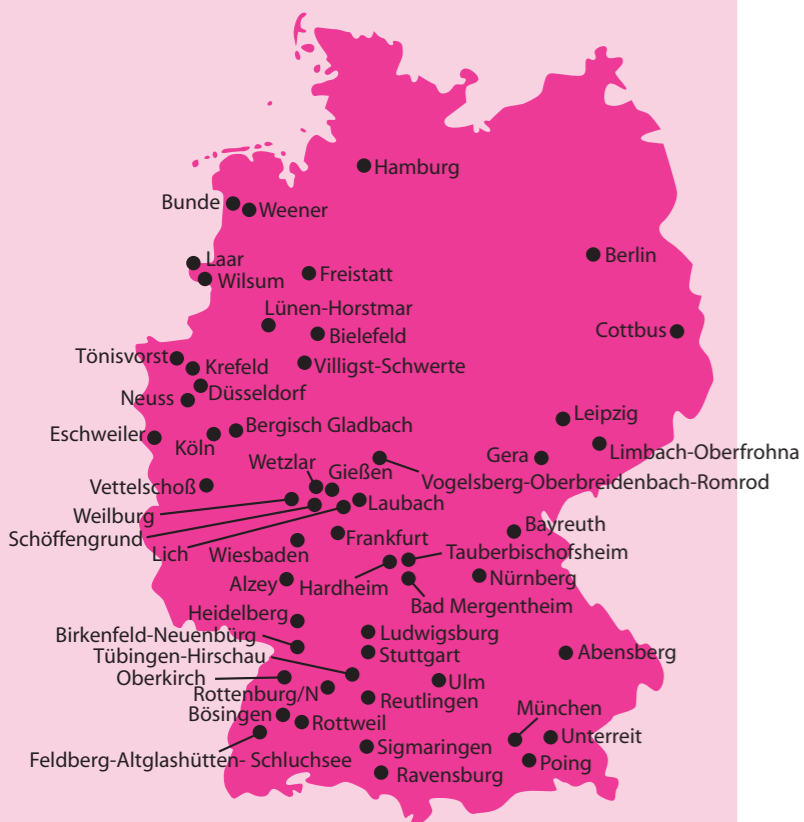 Hamburg
Bunde
Weener
Laar
Wilsum
Freistatt
Berlin
Lünen-Horstmar
Bielefeld
Cottbus
Tönisvorst
Krefeld
Villigst-Schwerte
Düsseldorf
Neuss
Leipzig
Bergisch Gladbach
Eschweiler
Köln
Limbach-Oberfrohna
Gera
Wetzlar
Gießen
Vogelsberg-Oberbreidenbach-Romrod
Vettelschoß
Laubach
Weilburg
Bayreuth
Schöffengrund
Frankfurt
Lich
Wiesbaden
Tauberbischofsheim
Alzey
Hardheim
Nürnberg
Bad Mergentheim
Heidelberg
Birkenfeld-Neuenbürg
Ludwigsburg
Tübingen-Hirschau
Stuttgart
Abensberg
Oberkirch
Ulm
Rottenburg/N
Reutlingen
München
Bösingen
Rottweil
Unterreit
Sigmaringen
Feldberg-Altglashütten- Schluchsee
Poing
Ravensburg